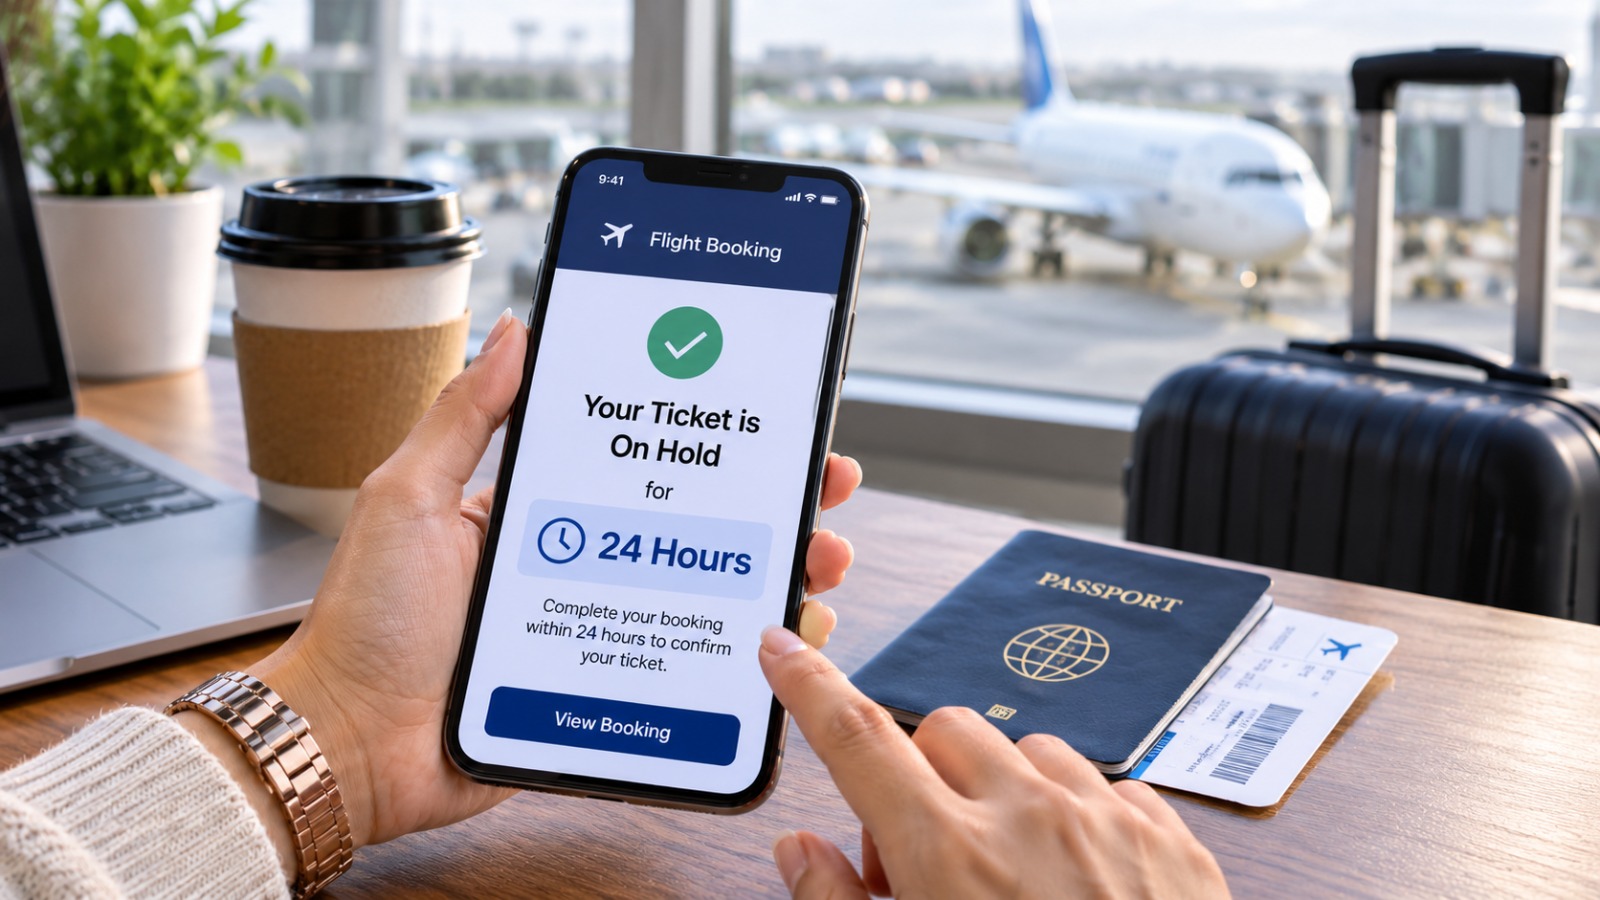 9:41
Flight Booking
Your Ticket is
On Hold
for
24 Hours
Complete your booking
within 24 hours to confirm
your ticket.
View Booking
PASSPORT